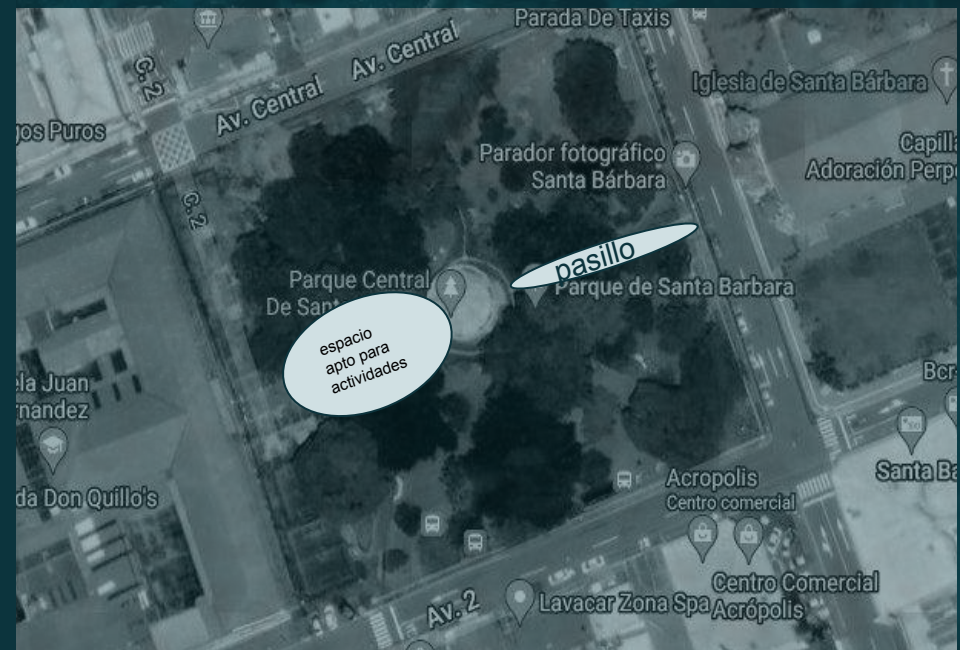 Parada De Taxis
Av. Central
Av. Central
C. 2
Iglesia de Santa Bárbara
gos Puros
Parador fotográfico
Santa Bárbara
Capilla
Adoración Perp
C. 2
pasillo
Parque Central
De San
Parque de Santa Barbara
espacio
apto para
actividades
ela Juan
rnandez
Bcr
da Don Quillo's
Acropolis
Centro comercial
Santa Ba
Centro Comercial
Acrópolis
Lavacar Zona Spa
Av. 2